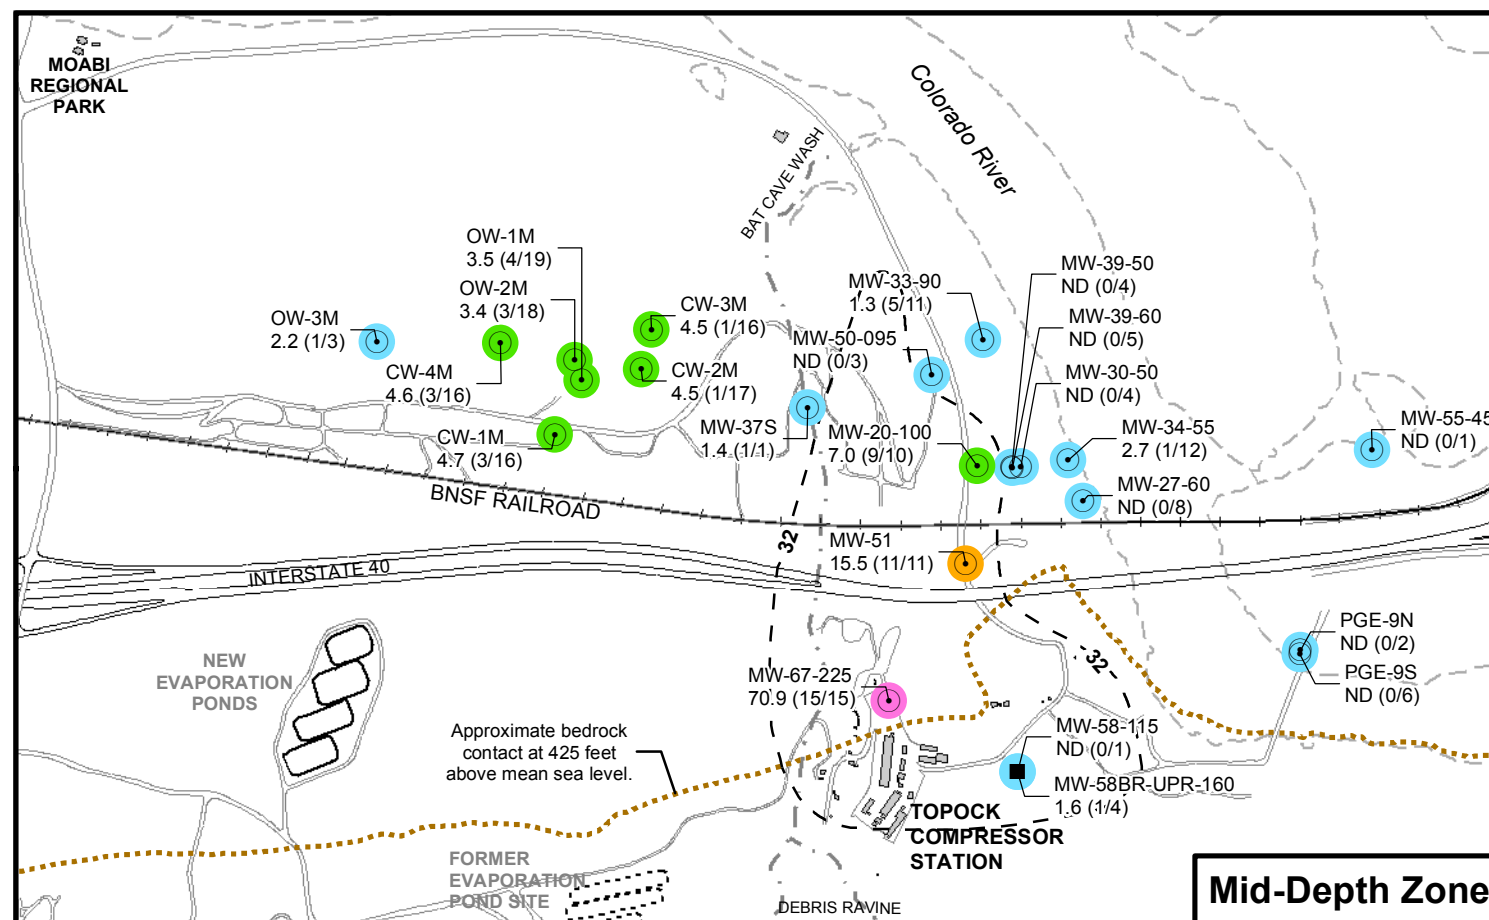 MOABI
REGIONAL
PARK
Colorado River
BAT CAVE WASH
OW-1M
3.5 (4/19)
OW-2M
3.4 (3/18)
OW-3M
2.2 (1/3)
CW-3M
4.5 (1/16)
CW-4M
4.6 (3/16)
CW-2M
4.5 (1/17)
CW-1M
4.7 (3/16)
MW-33-90
1.3 (5/11)
MW-50-095
ND (0/3)
MW-37S
1.4 (1/1)
MW-20-100
7.0 (9/10)
MW-39-50
ND (0/4)
MW-39-60
ND (0/5)
MW-30-50
ND (0/4)
MW-34-55
2.7 (1/12)
MW-27-60
ND (0/8)
MW-55-45
ND (0/1)
BNSF RAILROAD
32
MW-51
15.5 (11/11)
INTERSTATE 40
NEW
EVAPORATION
PONDS
MW-67-225
70.9 (15/15)
32
PGE-9N
ND (0/2)
PGE-9S
ND (0/6)
Approximate bedrock
contact at 425 feet
above mean sea level.
MW-58-115
ND (0/1)
MW-58BR-UPR-160
1.6 (1/4)
TOPOCK
COMPRESSOR
STATION
FORMER
EVAPORATION
POND SITE
DEBRIS RAVINE
Mid-Depth Zone